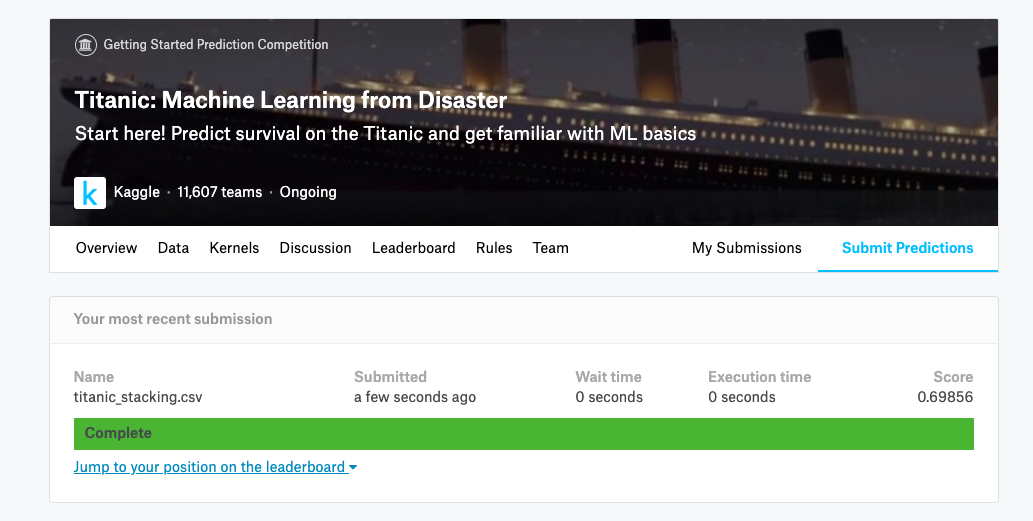 Getting Started Prediction Competition
Titanic: Machine Learning from Disaster
Start here! Predict survival on the Titanic and get familiar with ML basics
k Kaggle · 11,607 teams · Ongoing
Overview Data Kernels Discussion Leaderboard Rules Team My Submissions Submit Predictions
Your most recent submission
Name Submitted Wait time Execution time Score
titanic_stacking.csv a few seconds ago 0 seconds 0 seconds 0.69856
Complete
Jump to your position on the leaderboard